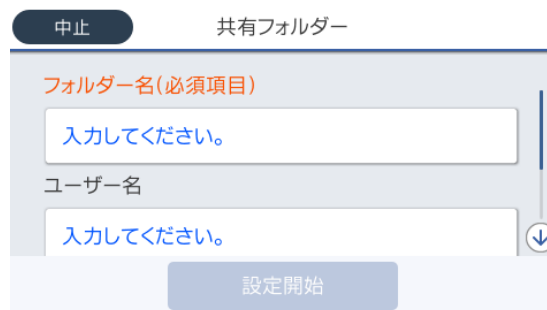 中止
共有フォルダー
フォルダー名(必須項目)
入力してください。
ユーザー名
入力してください。
設定開始